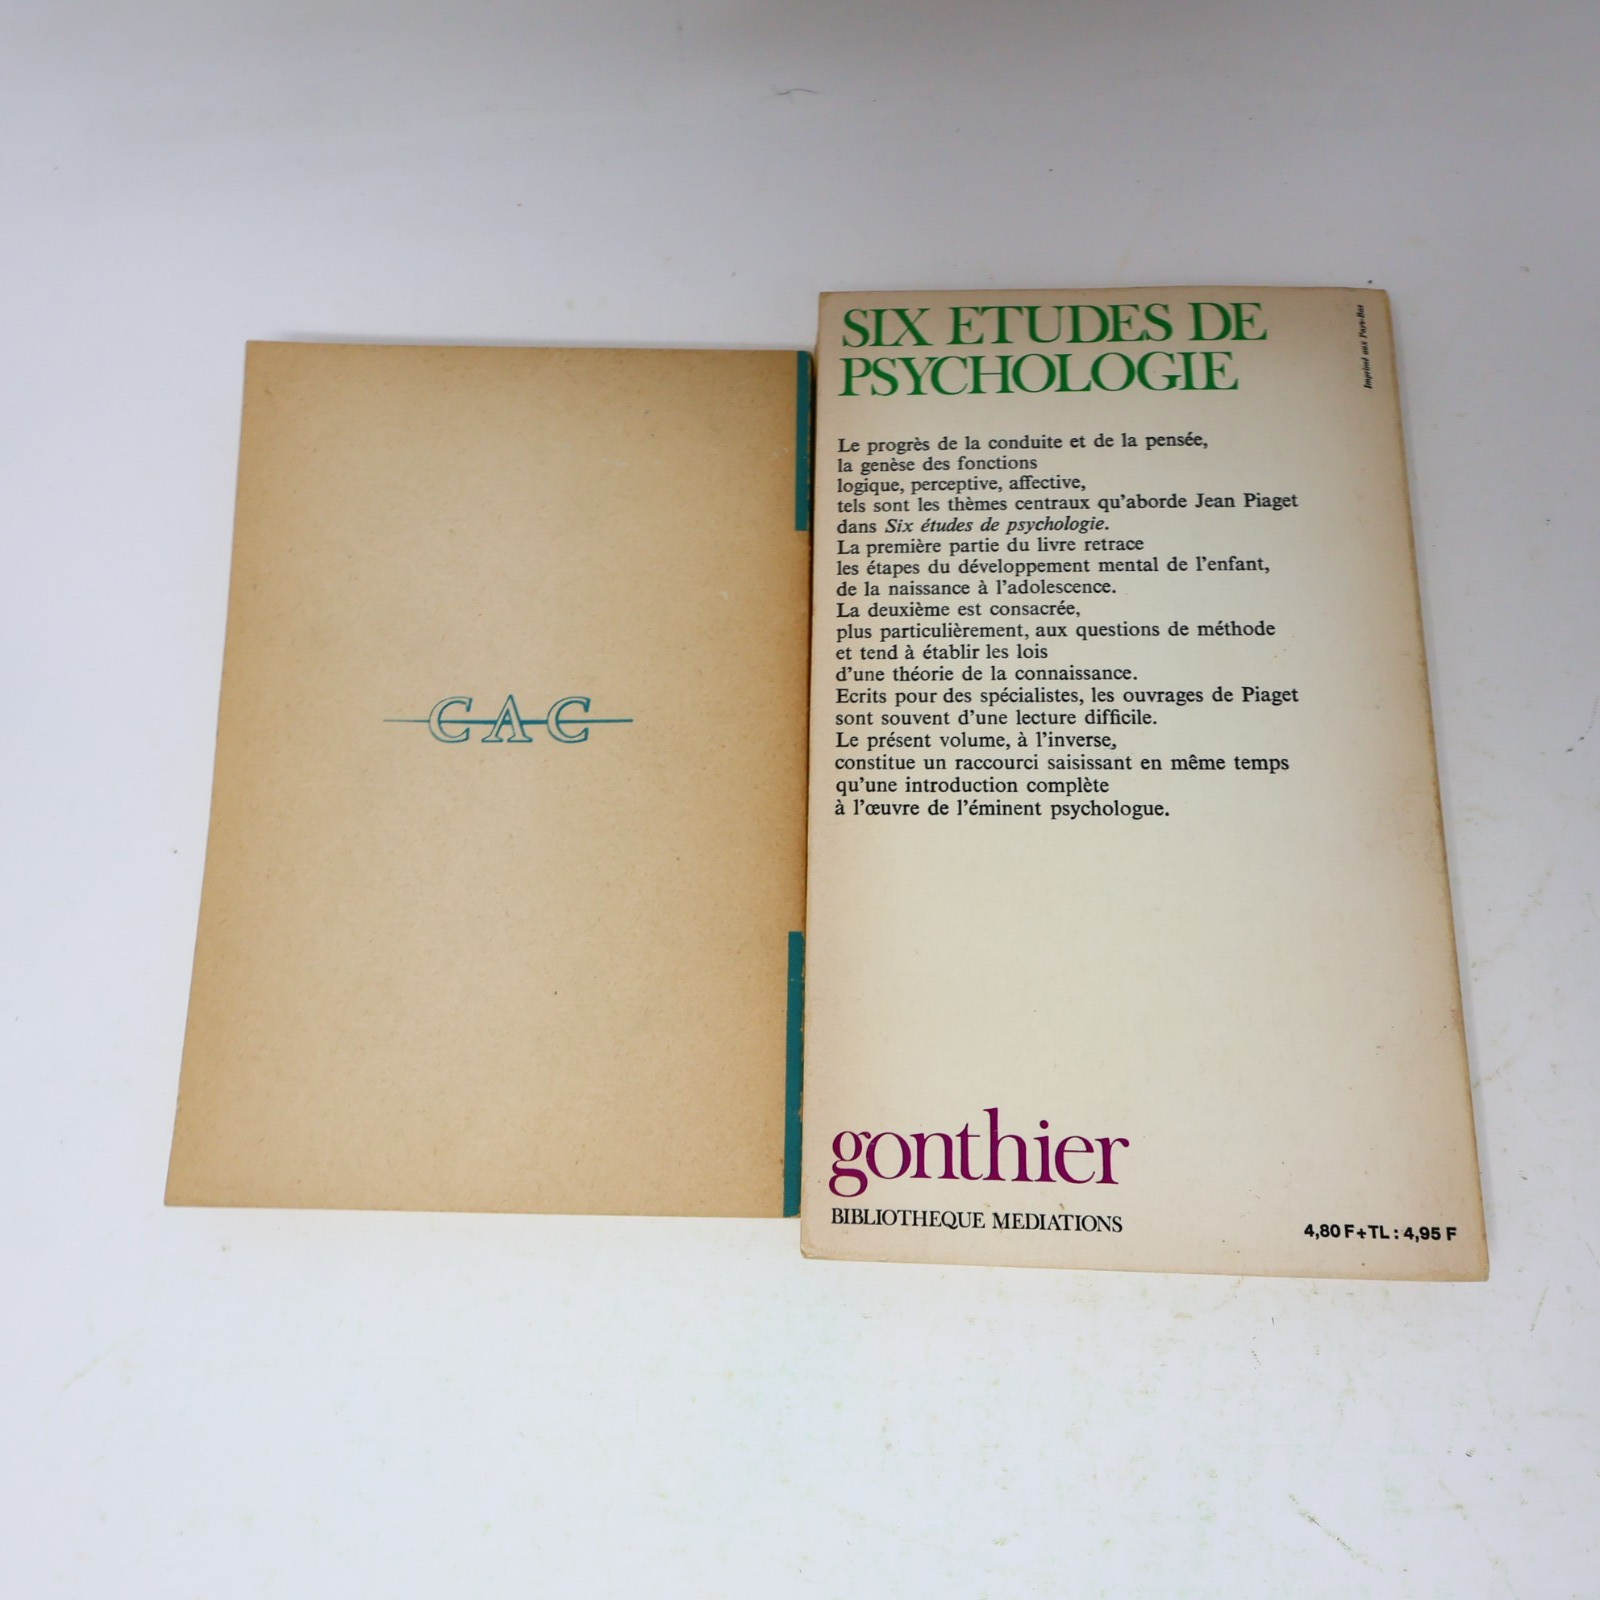 CAC
SIX ETUDES DE
PSYCHOLOGIE
Imprimé aux Pays-Bas
Le progrès de la conduite et de la pensée,
la genèse des fonctions
logique, perceptive, affective,
tels sont les thèmes centraux qu'aborde Jean Piaget
dans Six études de psychologie.
La première partie du livre retrace
les étapes du développement mental de l'enfant,
de la naissance à l'adolescence.
La deuxième est consacrée,
plus particulièrement, aux questions de méthode
et tend à établir les lois
d'une théorie de la connaissance.
Ecrits pour des spécialistes, les ouvrages de Piaget
sont souvent d'une lecture difficile.
Le présent volume, à l'inverse,
constitue un raccourci saisissant en même temps
qu'une introduction complète
à l'œuvre de l'éminent psychologue.
gonthier
BIBLIOTHEQUE MEDIATIONS
4,80 F+TL : 4,95 F